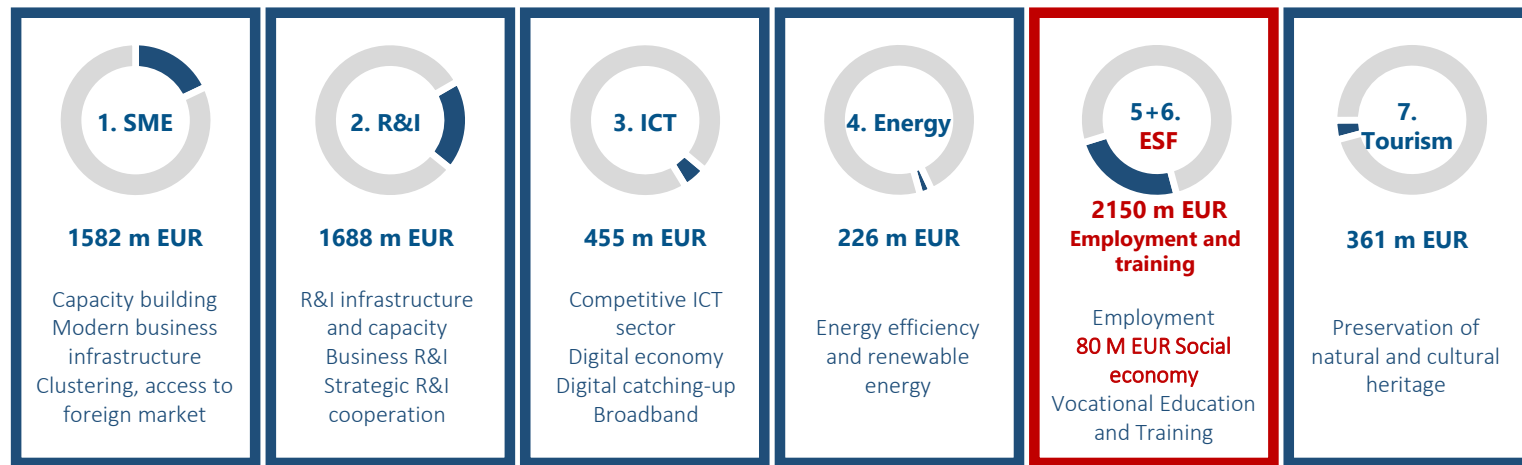 1. SME
1582 m EUR
Capacity building
Modern business
infrastructure
Clustering, access to
foreign market
2. R&I
1688 m EUR
R&I infrastructure
and capacity
Business R&I
Strategic R&I
cooperation
3. ICT
455 m EUR
Competitive ICT
sector
Digital economy
Digital catching-up
Broadband
4. Energy
226 m EUR
Energy efficiency
and renewable
energy
5+6.
ESF
2150 m EUR
Employment and
training
Employment
80 M EUR Social
economy
Vocational Education
and Training
7.
Tourism
361 m EUR
Preservation of
natural and cultural
heritage